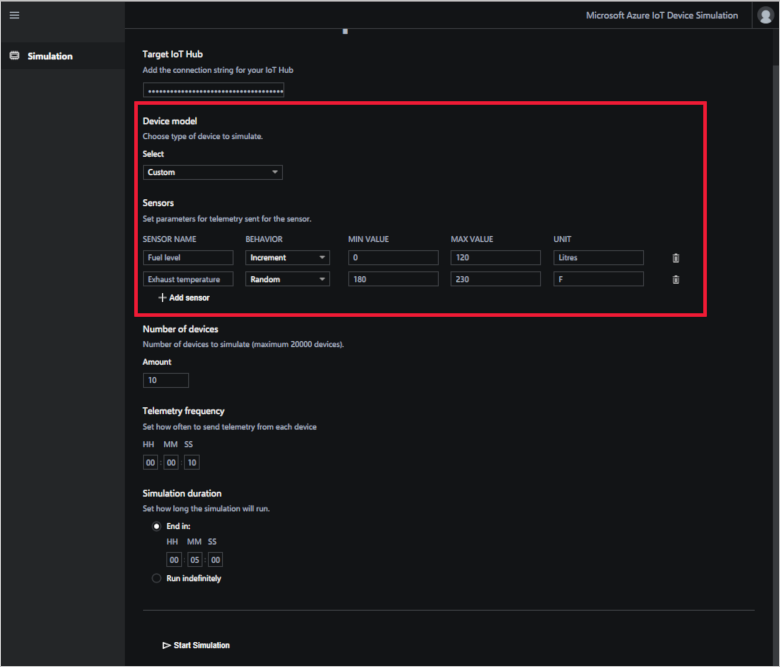 Microsoft Azure IoT Device Simulation
Simulation
Target IoT Hub
Add the connection string for your IoT Hub
Device model
Choose type of device to simulate.
Select
Custom
Sensors
Set parameters for telemetry sent for the sensor.
SENSOR NAME BEHAVIOR MIN VALUE MAX VALUE UNIT
Fuel level Increment 0 120 Litres
Exhaust temperature Random 180 230 F
Add sensor
Number of devices
Number of devices to simulate (maximum 20000 devices).
Amount
10
Telemetry frequency
Set how often to send telemetry from each device
HH MM SS
00 : 00 : 10
Simulation duration
Set how long the simulation will run.
End in:
HH MM SS
00 : 05 : 00
Run indefinitely
Start Simulation